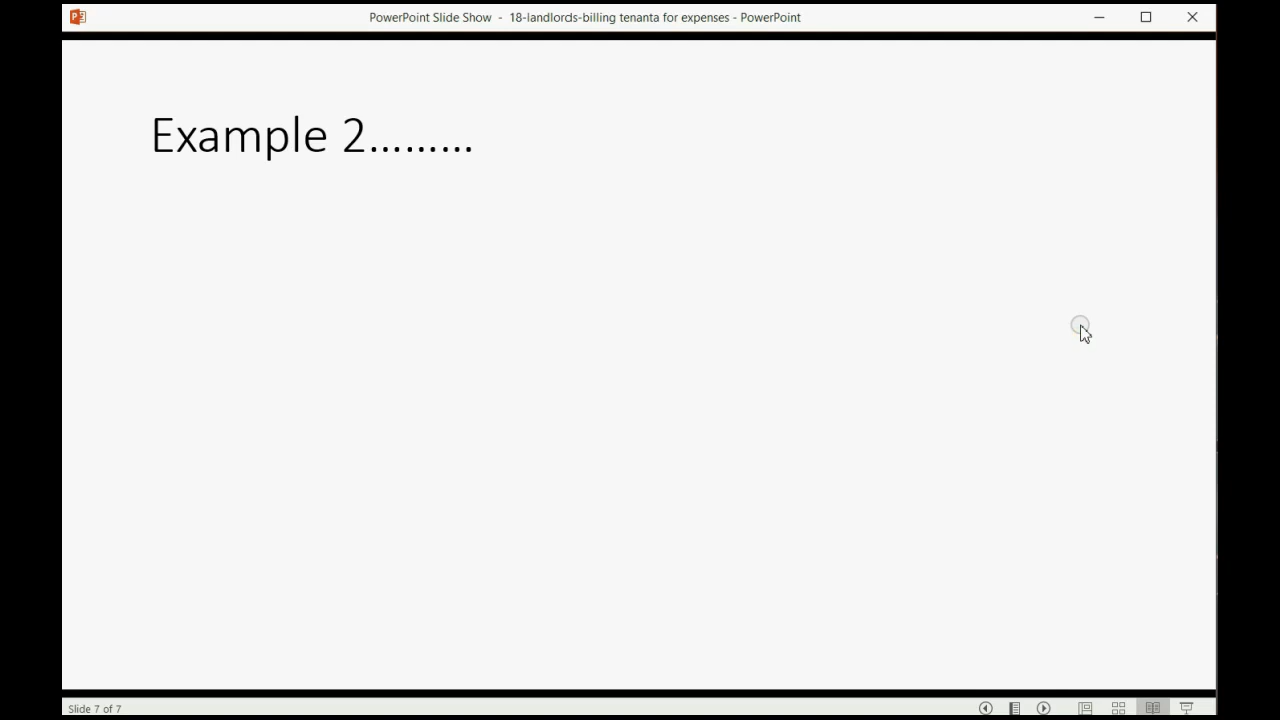 PowerPoint Slide Show - 18-landlords-billing tenanta for expenses - PowerPoint
Example 2.........
Slide 7 of 7